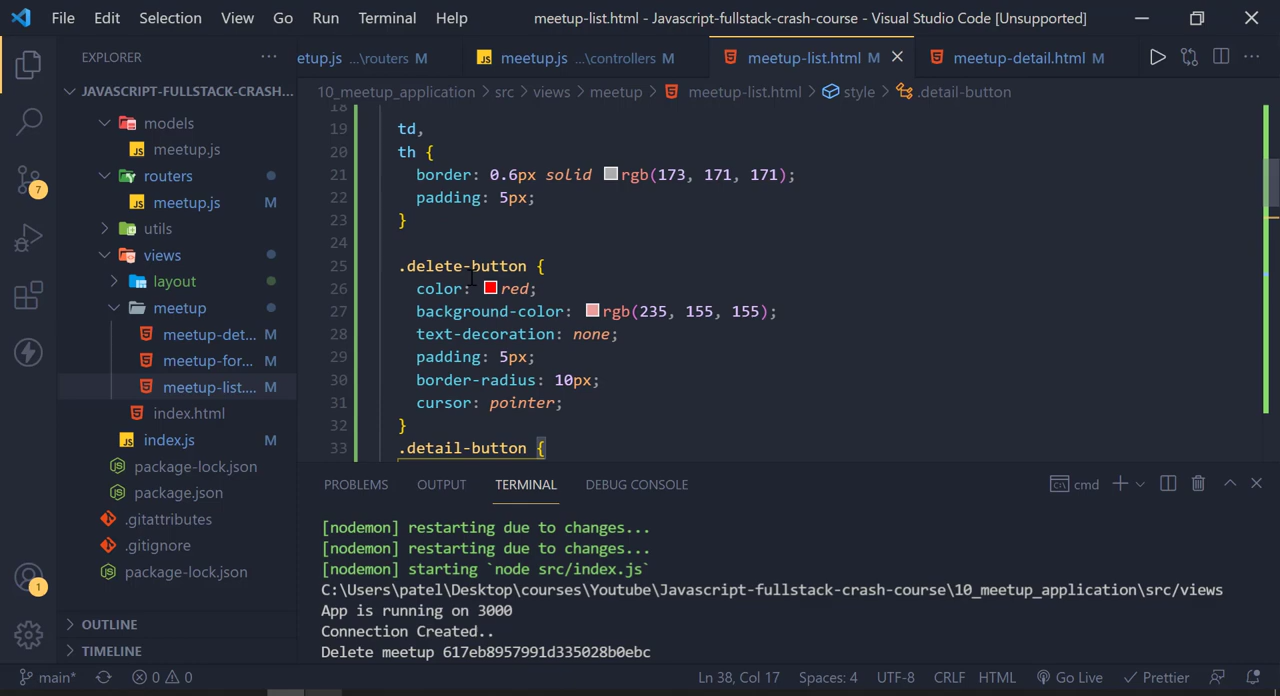 File Edit Selection View Go Run Terminal Help meetup-list.html - Javascript-fullstack-crash-course - Visual Studio Code [Unsupported]
EXPLORER ...
etup.js ...\routers M meetup.js ...\controllers M meetup-list.html M meetup-detail.html M ...
JAVASCRIPT-FULLSTACK-CRASH...
10_meetup_application > src > views > meetup > meetup-list.html > style > .detail-button
models
meetup.js
routers
meetup.js M
utils
views
layout
meetup
meetup-det... M
meetup-for... M
meetup-list.... M
index.html
index.js M
package-lock.json
package.json
.gitattributes
.gitignore
package-lock.json
OUTLINE
TIMELINE
7
1
18
19 td,
20 th {
21 border: 0.6px solid rgb(173, 171, 171);
22 padding: 5px;
23 }
24
25 .delete-button {
26 color: red;
27 background-color: rgb(235, 155, 155);
28 text-decoration: none;
29 padding: 5px;
30 border-radius: 10px;
31 cursor: pointer;
32 }
33 .detail-button {
PROBLEMS OUTPUT TERMINAL DEBUG CONSOLE cmd
[nodemon] restarting due to changes...
[nodemon] restarting due to changes...
[nodemon] starting `node src/index.js`
C:\Users\patel\Desktop\courses\Youtube\Javascript-fullstack-crash-course\10_meetup_application\src/views
App is running on 3000
Connection Created..
Delete meetup 617eb8957991d335028b0ebc
main* 0 0 Ln 38, Col 17 Spaces: 4 UTF-8 CRLF HTML Go Live Prettier